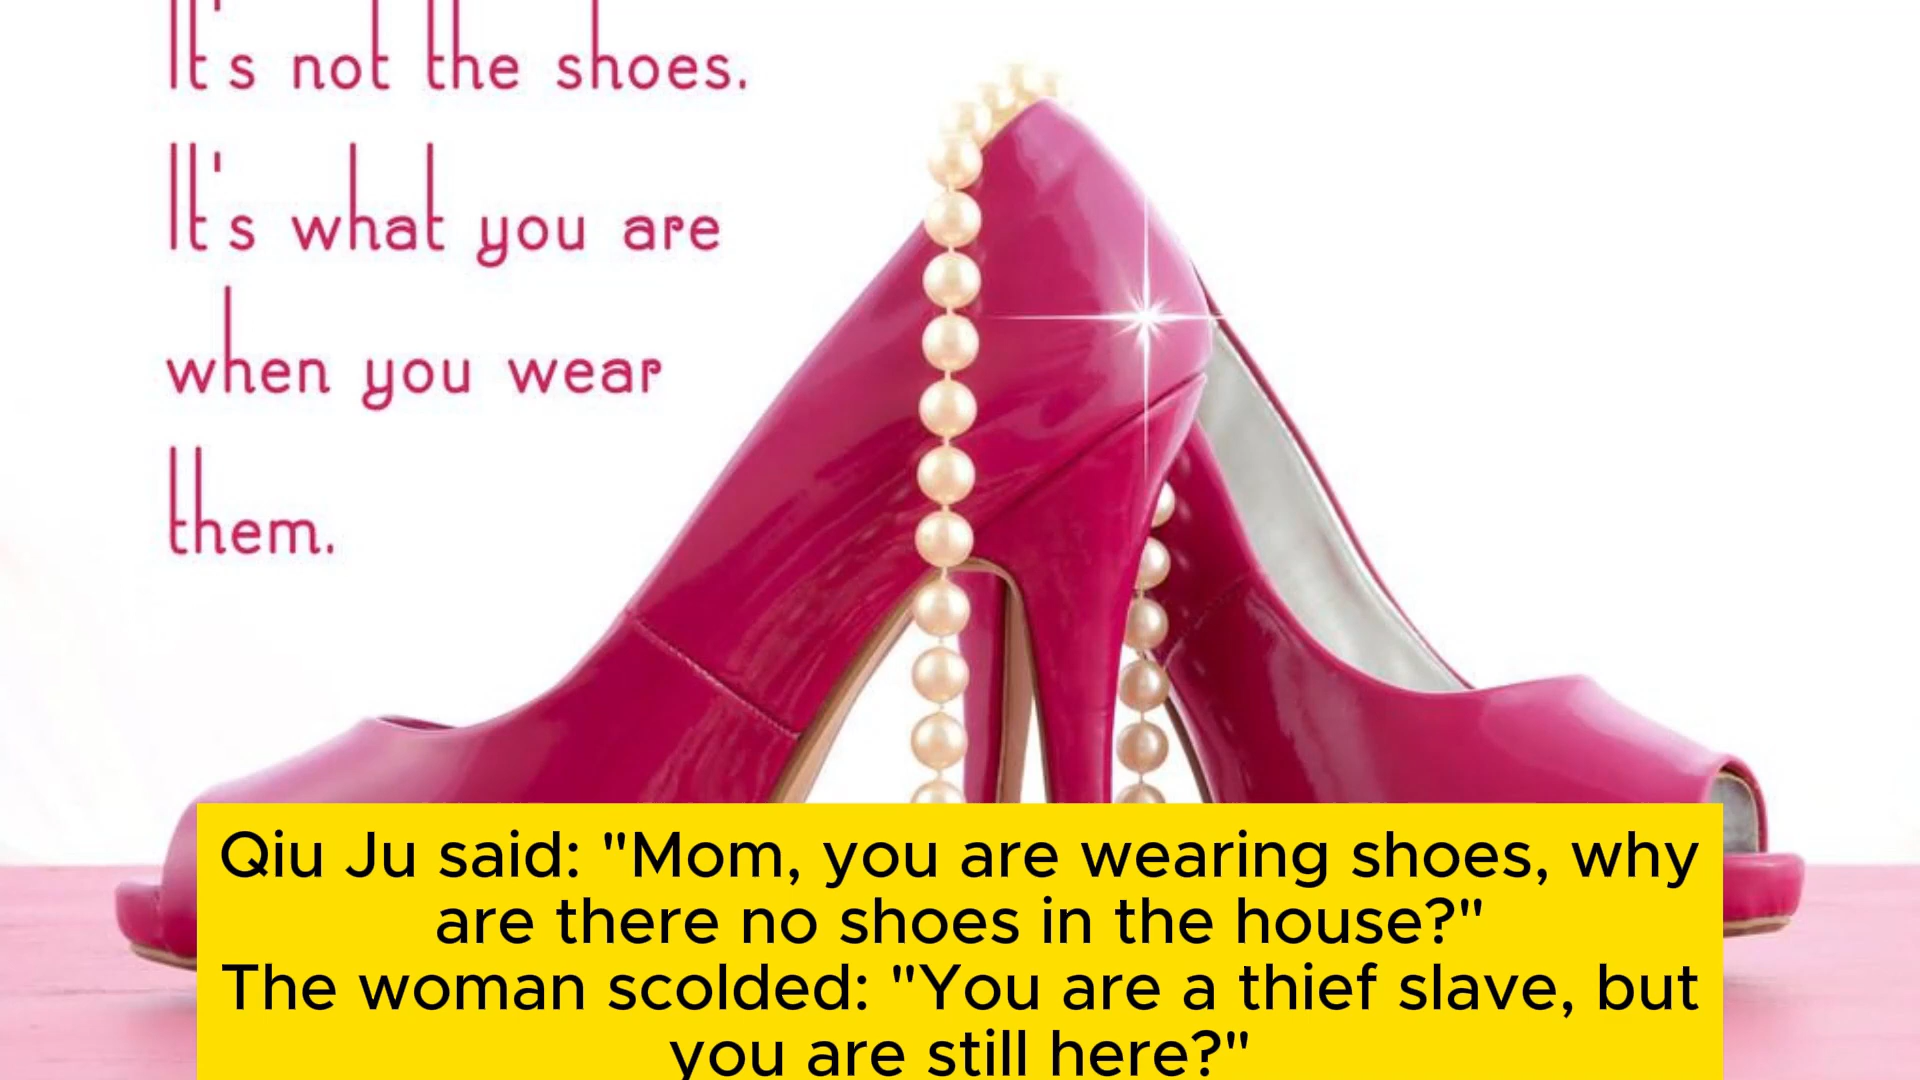 It's not the shoes.
It's what you are
when you wear
them.
Qiu Ju said: "Mom, you are wearing shoes, why
are there no shoes in the house?"
The woman scolded: "You are a thief slave, but
you are still here?"